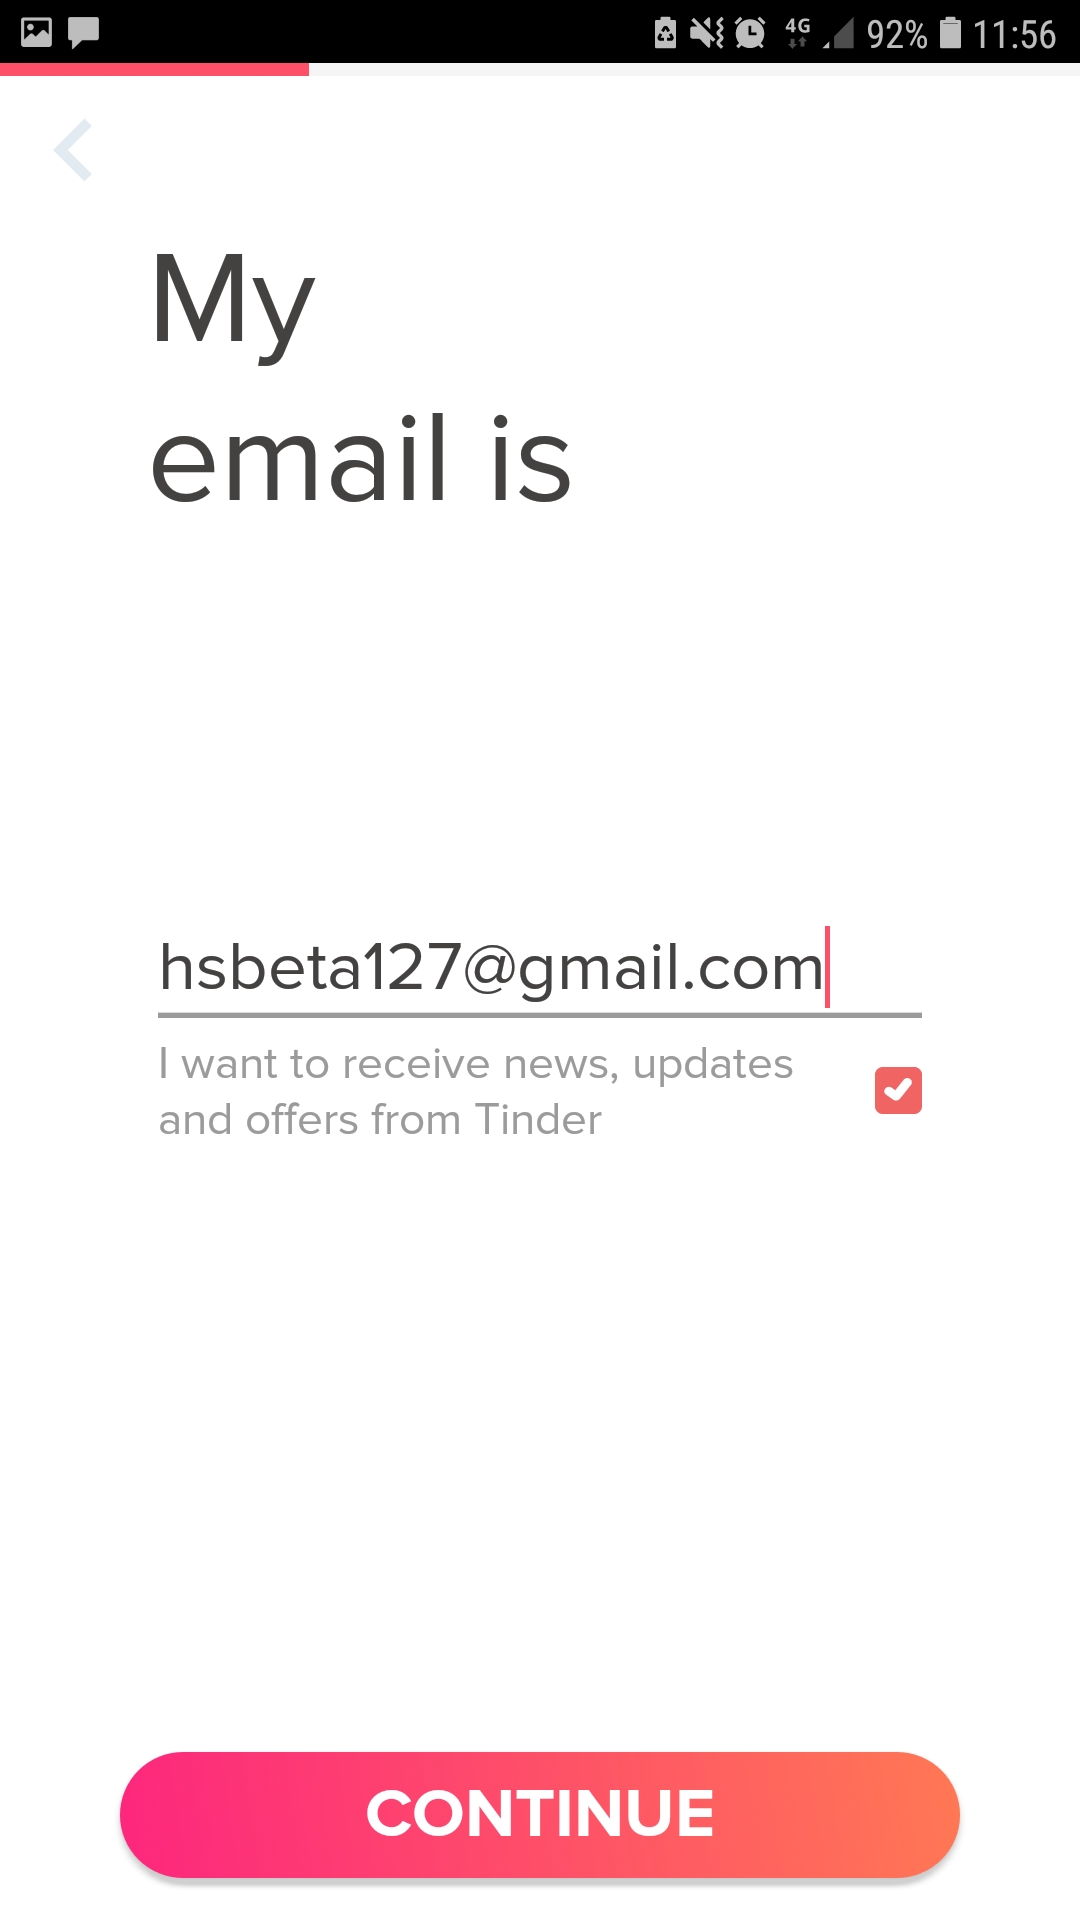 4G 92% 11:56
My
email is
hsbeta127@gmail.com
I want to receive news, updates
and offers from Tinder
CONTINUE